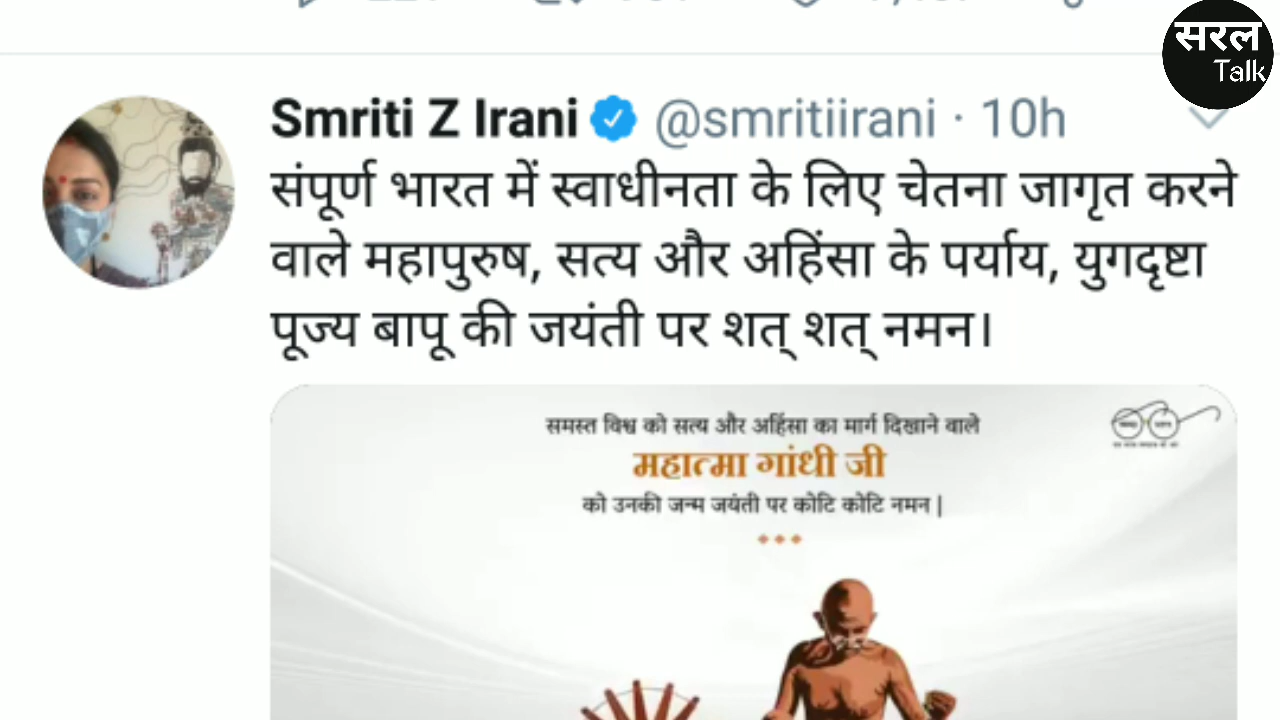 सरल
Talk
Smriti Z Irani @smritiirani · 10h
संपूर्ण भारत में स्वाधीनता के लिए चेतना जागृत करने
वाले महापुरुष, सत्य और अहिंसा के पर्याय, युगदृष्टा
पूज्य बापू की जयंती पर शत् शत् नमन।
समस्त विश्व को सत्य और अहिंसा का मार्ग दिखाने वाले
महात्मा गांधी जी
को उनकी जन्म जयंती पर कोटि कोटि नमन |